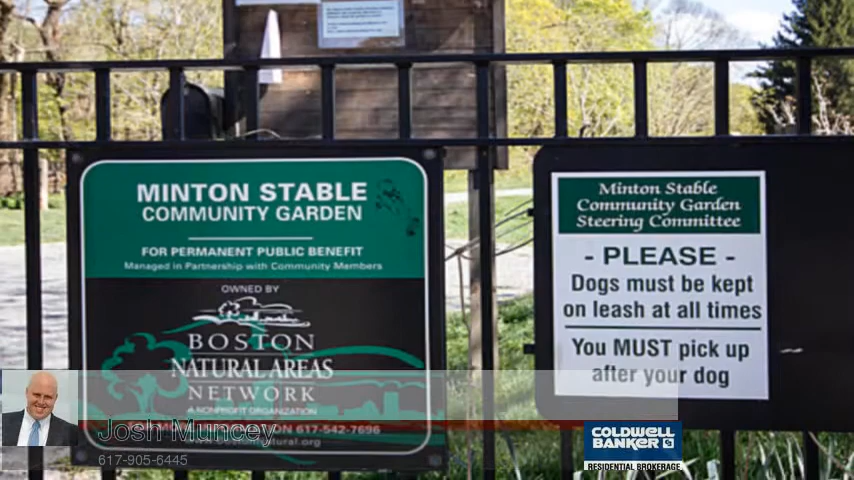 MINTON STABLE
COMMUNITY GARDEN
FOR PERMANENT PUBLIC BENEFIT
Managed in Partnership with Community Members
OWNED BY
BOSTON
NATURAL AREAS
NETWORK
A NONPROFIT ORGANIZATION
617-542-7696
Minton Stable
Community Garden
Steering Committee
- PLEASE -
Dogs must be kept
on leash at all times
You MUST pick up
after your dog
Josh Muncey
617-905-6445
COLDWELL
BANKER
RESIDENTIAL BROKERAGE